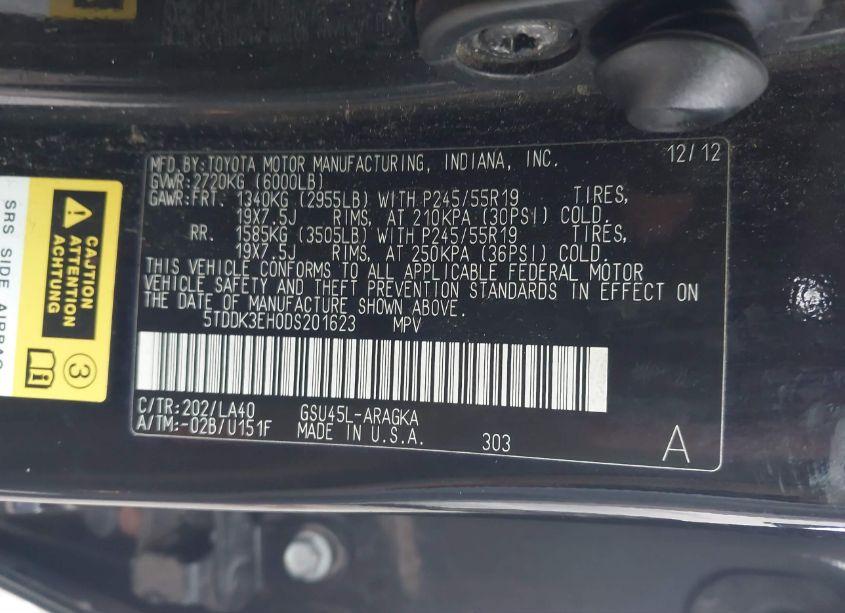 MFD.BY:TOYOTA MOTOR MANUFACTURING, INDIANA, INC. 12/12
GVWR:2720KG (6000LB)
GAWR:FRT. 1340KG (2955LB) WITH P245/55R19 TIRES,
19X7.5J RIMS, AT 210KPA (30PSI) COLD.
RR. 1585KG (3505LB) WITH P245/55R19 TIRES,
19X7.5J RIMS, AT 250KPA (36PSI) COLD.
THIS VEHICLE CONFORMS TO ALL APPLICABLE FEDERAL MOTOR
VEHICLE SAFETY AND THEFT PREVENTION STANDARDS IN EFFECT ON
THE DATE OF MANUFACTURE SHOWN ABOVE.
5TDDK3EH0DS201623 MPV
C/TR:202/LA40 GSU45L-ARAGKA
A/TM:-02B/U151F MADE IN U.S.A. 303 A
CAUTION
ATTENTION
ACHTUNG
3
SRS SIDE AIRBAG